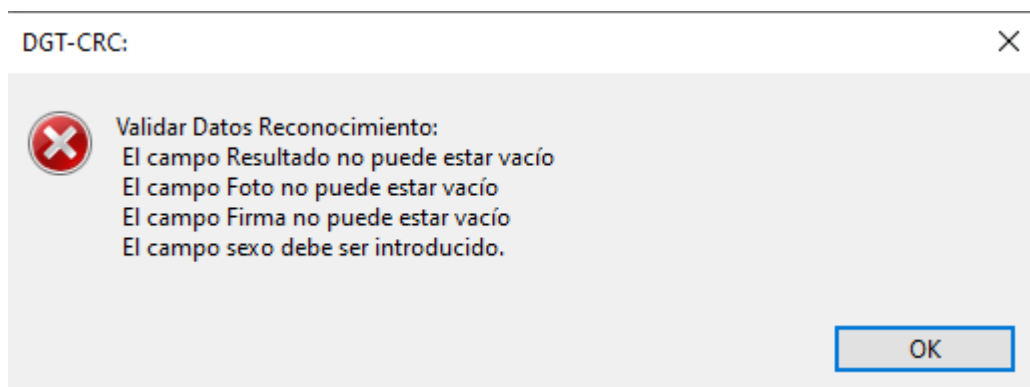 DGT-CRC:
Validar Datos Reconocimiento:
El campo Resultado no puede estar vacío
El campo Foto no puede estar vacío
El campo Firma no puede estar vacío
El campo sexo debe ser introducido.
OK